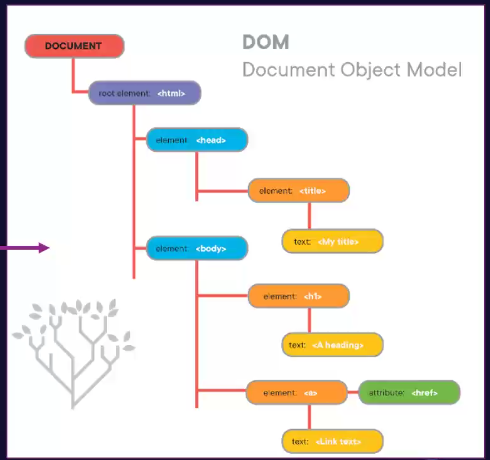 DOCUMENT
DOM
Document Object Model
root element: <html>
element: <head>
element: <title>
text: <My title>
element: <body>
element: <h1>
text: <A heading>
element: <a>
attribute: <href>
text: <Link text>